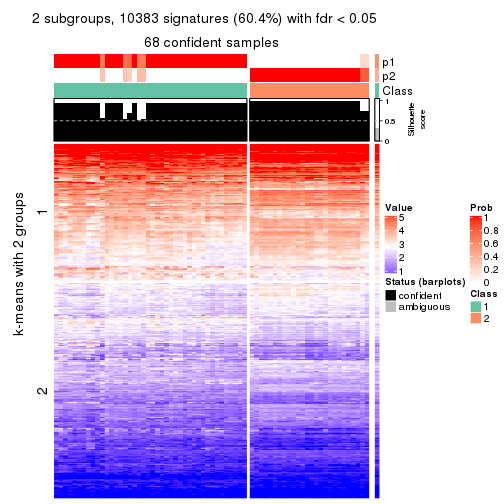 2 subgroups, 10383 signatures (60.4%) with fdr < 0.05
68 confident samples
p1
p2
Class
1
0.5
0
Silhouette
score
k-means with 2 groups
1
2
Value
5
4
3
2
1
Status (barplots)
confident
ambiguous
Prob
1
0.8
0.6
0.4
0.2
0
Class
1
2